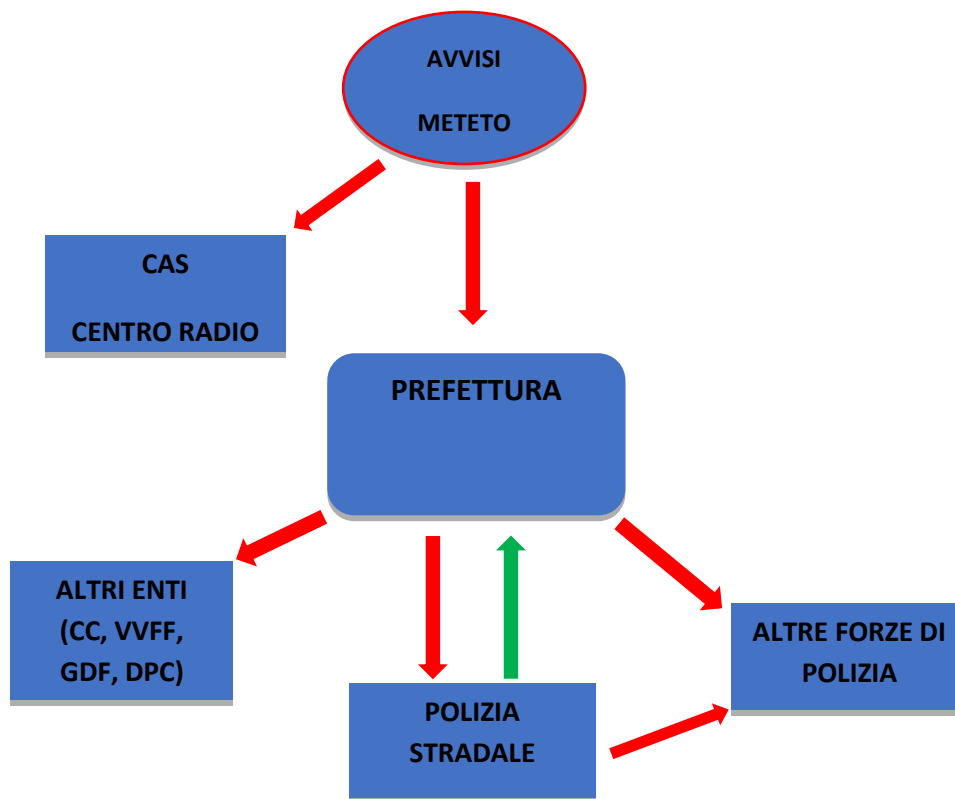 AVVISI
METETO
CAS
CENTRO RADIO
PREFETTURA
ALTRI ENTI
(CC, VVFF,
GDF, DPC)
POLIZIA
STRADALE
ALTRE FORZE DI
POLIZIA